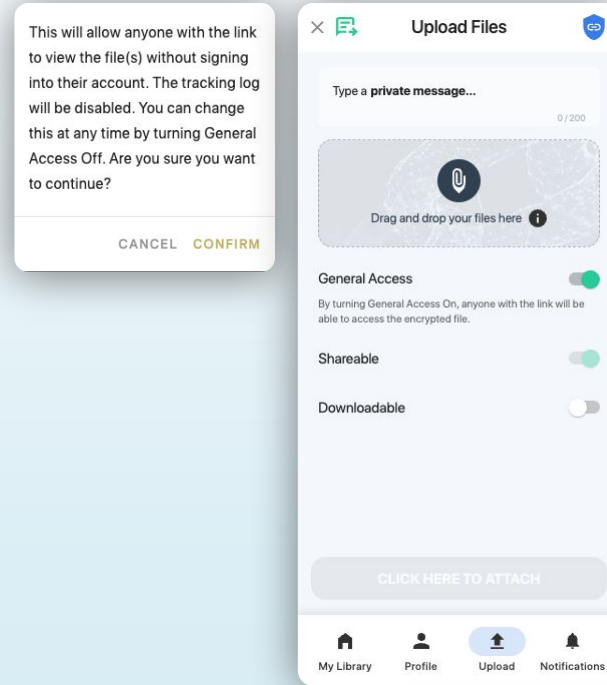 This will allow anyone with the link
to view the file(s) without signing
into their account. The tracking log
will be disabled. You can change
this at any time by turning General
Access Off. Are you sure you want
to continue?
CANCEL CONFIRM
Upload Files
Type a private message...
0 / 200
Drag and drop your files here i
General Access
By turning General Access On, anyone with the link will be
able to access the encrypted file.
Shareable
Downloadable
CLICK HERE TO ATTACH
My Library Profile Upload Notifications